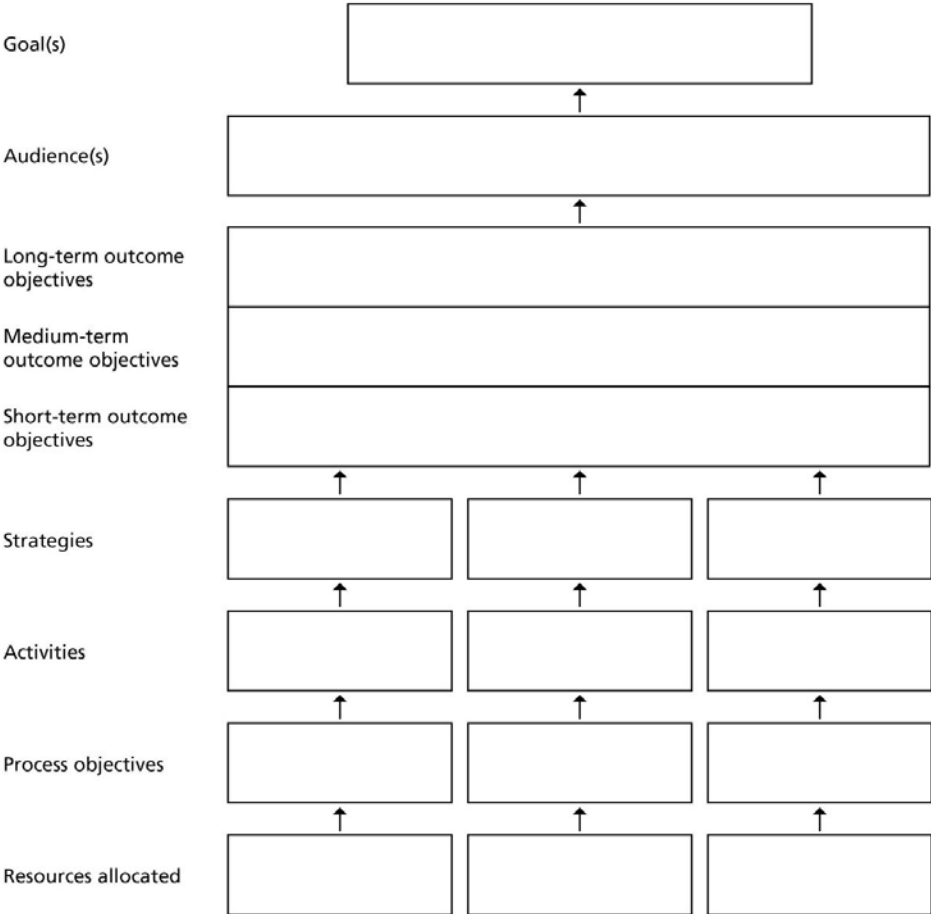 Goal(s)
Audience(s)
Long-term outcome
objectives
Medium-term
outcome objectives
Short-term outcome
objectives
Strategies
Activities
Process objectives
Resources allocated